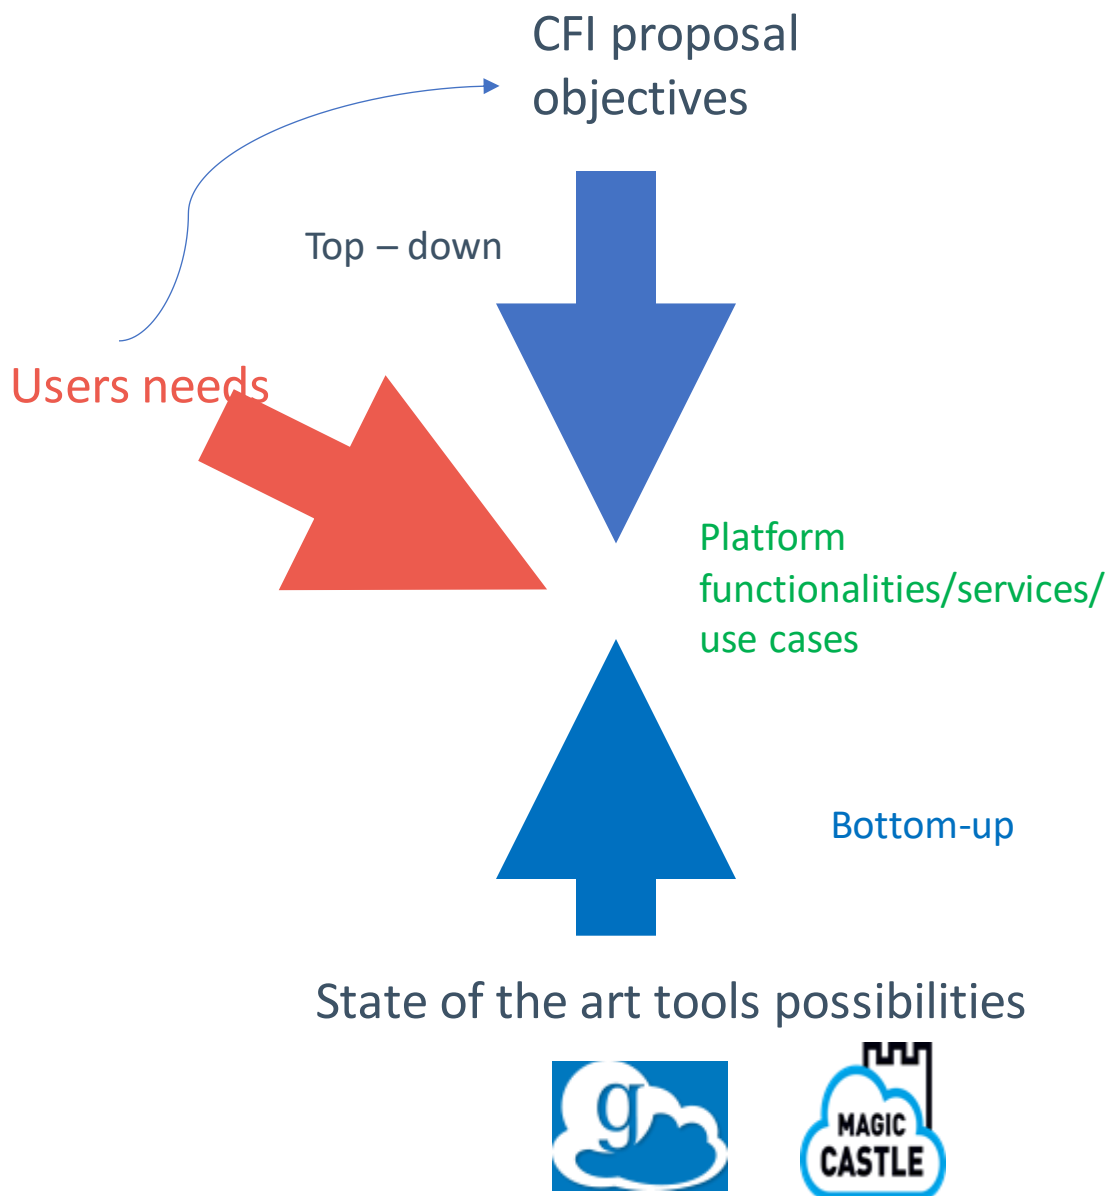 CFI proposal
objectives
Top – down
Users needs
Platform
functionalities/services/
use cases
Bottom-up
State of the art tools possibilities
g
MAGIC
CASTLE